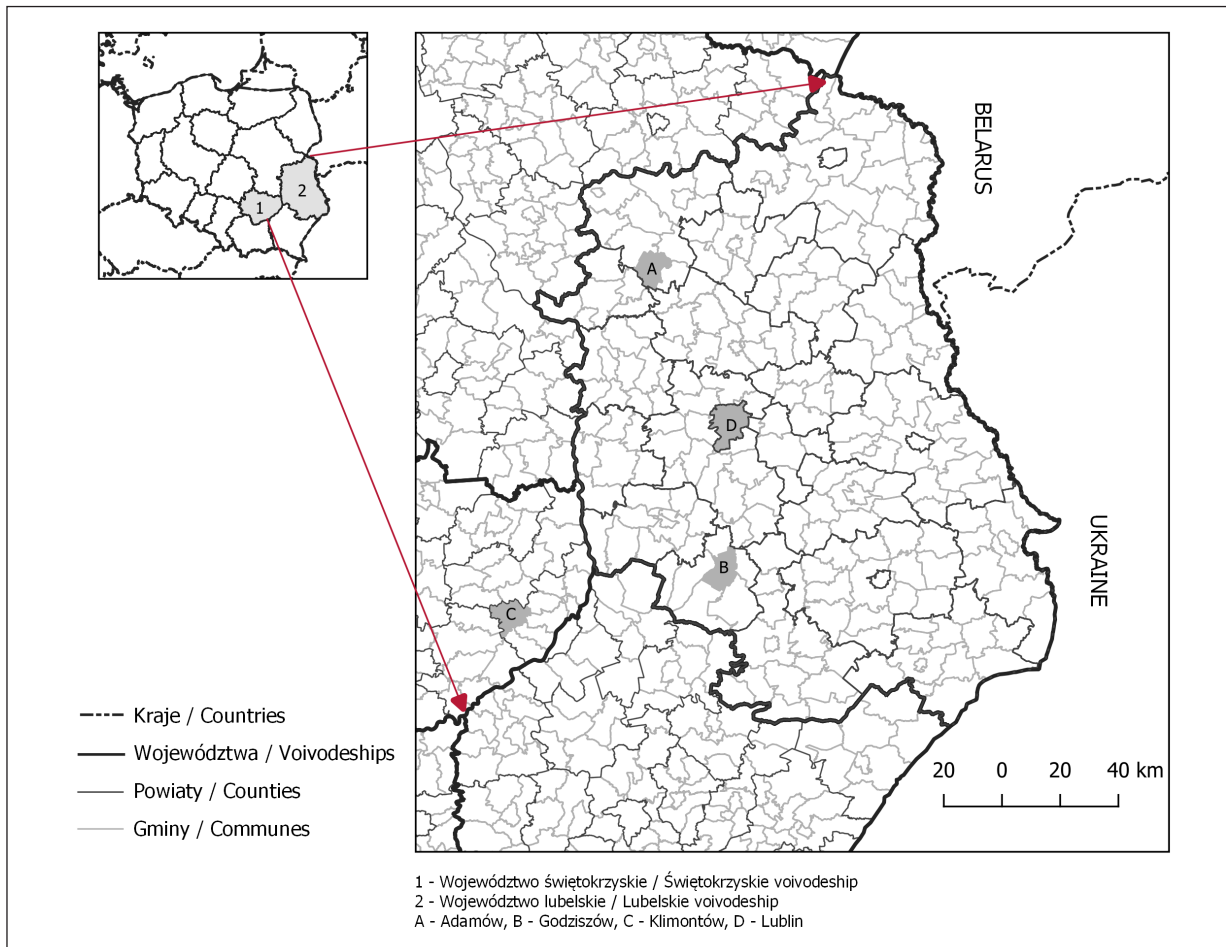 1
2
BELARUS
A
D
UKRAINE
B
C
Kraje / Countries
Województwa / Voivodeships
Powiaty / Counties
Gminy / Communes
20 0 20 40 km
1 - Województwo świętokrzyskie / Świętokrzyskie voivodeship
2 - Województwo lubelskie / Lubelskie voivodeship
A - Adamów, B - Godziszów, C - Klimontów, D - Lublin